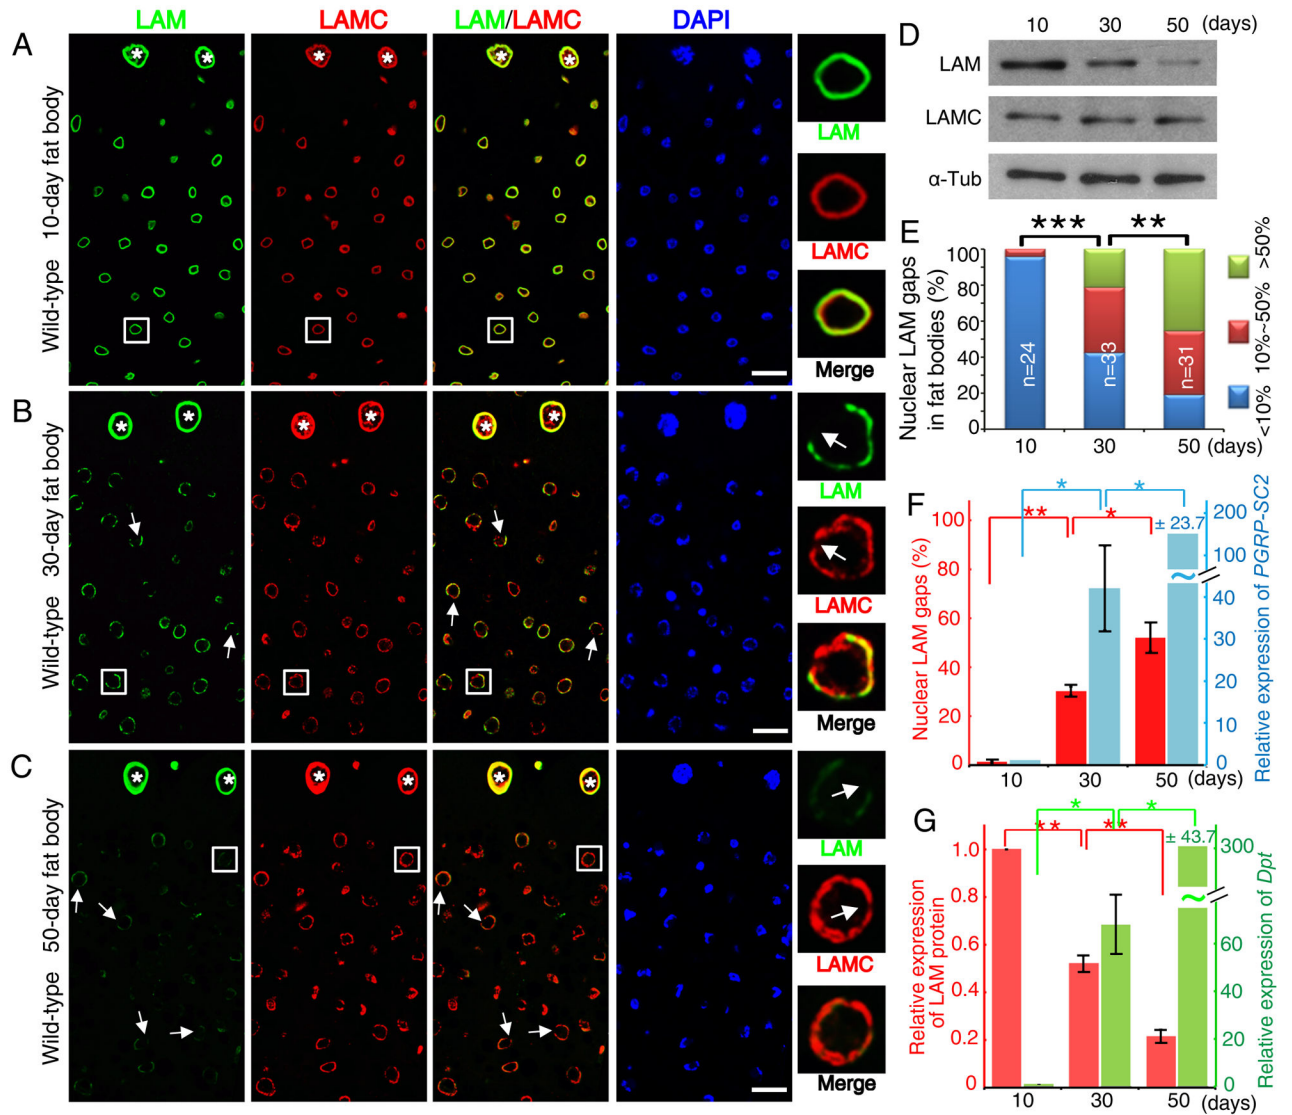 LAM
LAMC
LAM/LAMC
DAPI
A
Wild-type 10-day fat body
*
*
*
*
*
*
LAM
LAMC
Merge
B
Wild-type 30-day fat body
*
*
*
*
*
*
LAM
LAMC
Merge
C
Wild-type 50-day fat body
*
*
*
*
*
*
LAM
LAMC
Merge
D
10 30 50 (days)
LAM
LAMC
α-Tub
E
*** **
Nuclear LAM gaps
in fat bodies (%)
100
80
60
40
20
0
n=24
n=33
n=31
10 30 50 (days)
<10% 10%~50% >50%
F
* *
** *
± 23.7
Nuclear LAM gaps (%)
100
80
60
40
20
0
200
100
40
30
20
10
0
Relative expression of PGRP-SC2
10 30 50 (days)
G
* *
** **
± 43.7
Relative expression
of LAM protein
1.0
0.8
0.6
0.4
0.2
0
300
60
40
20
0
Relative expression of Dpt
10 30 50 (days)